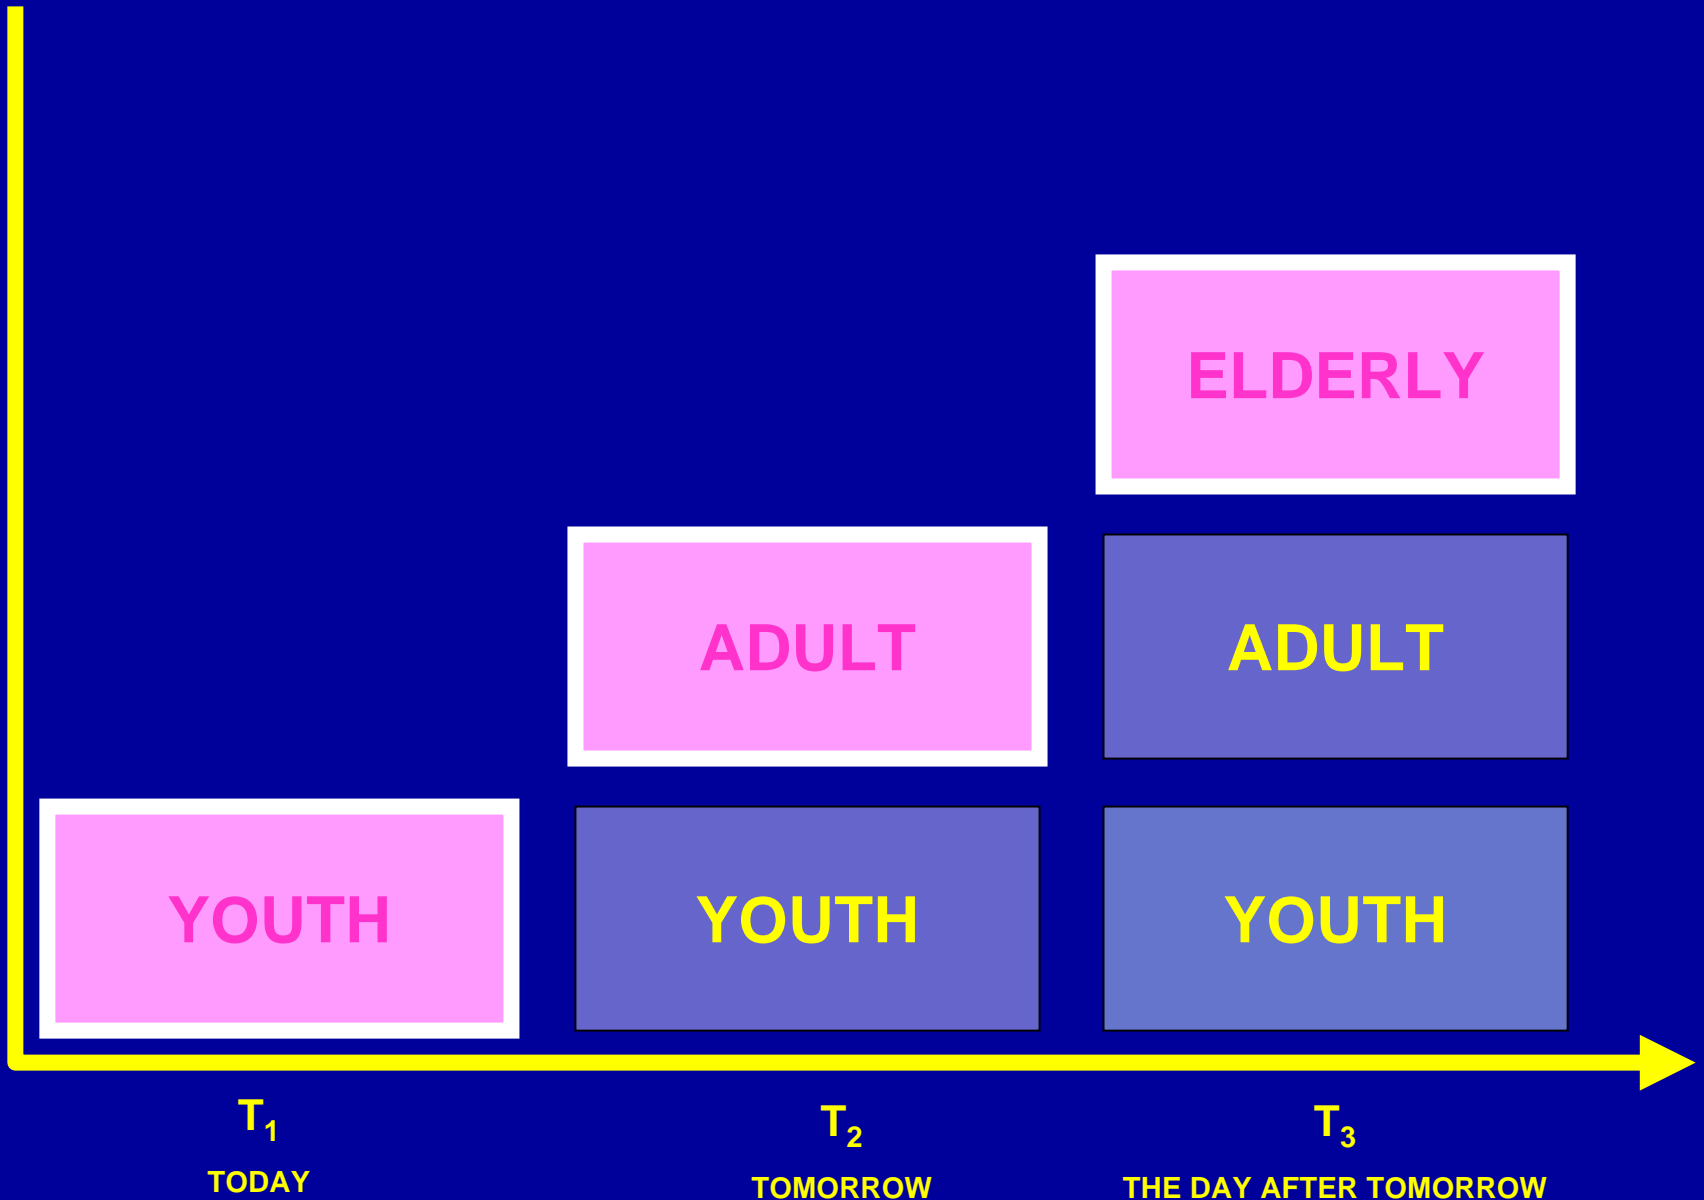 ELDERLY
ADULT ADULT
YOUTH YOUTH YOUTH
T₁ T₂ T₃
TODAY TOMORROW THE DAY AFTER TOMORROW